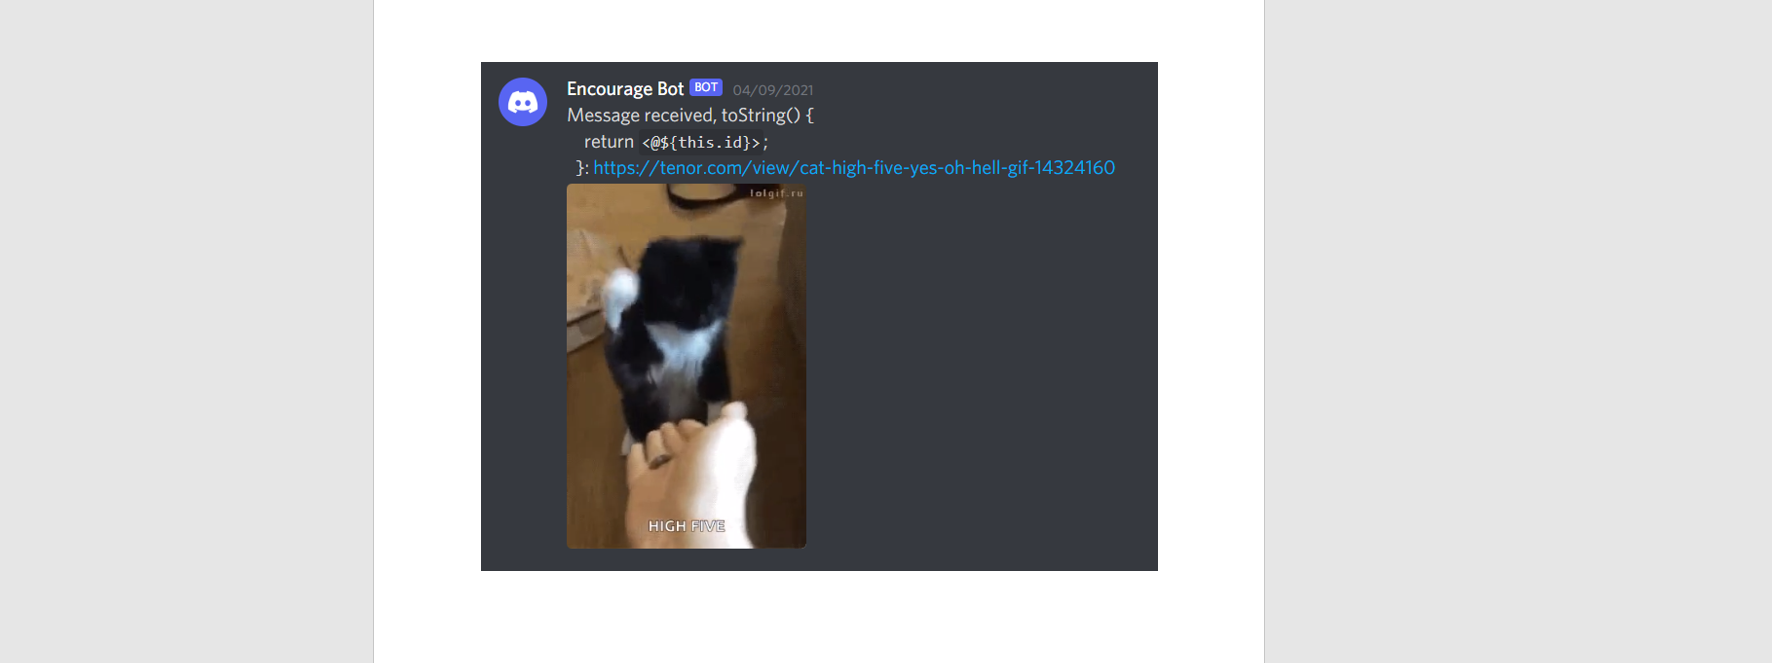 Encourage Bot BOT 04/09/2021
Message received, toString() {
return <@${this.id}>;
}: https://tenor.com/view/cat-high-five-yes-oh-hell-gif-14324160
lolgif.ru
HIGH FIVE